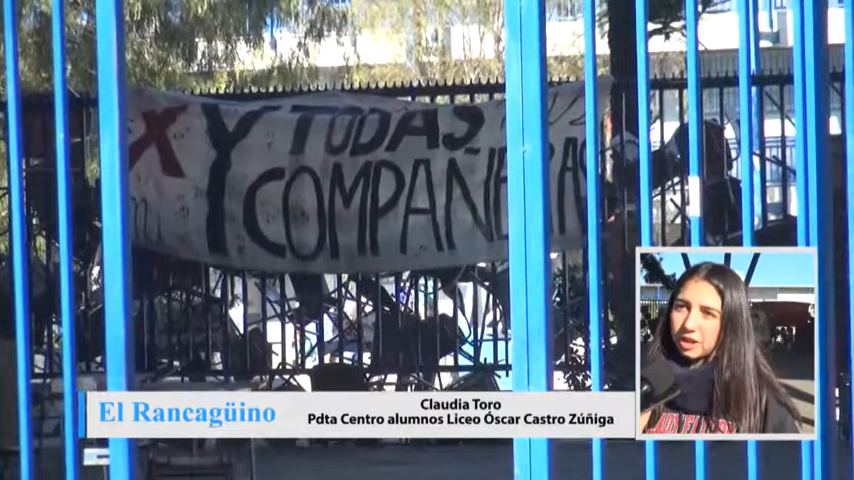 X Y TODAS
COMPAÑERAS
El Rancagüino
Claudia Toro
Pdta Centro alumnos Liceo Óscar Castro Zúñiga